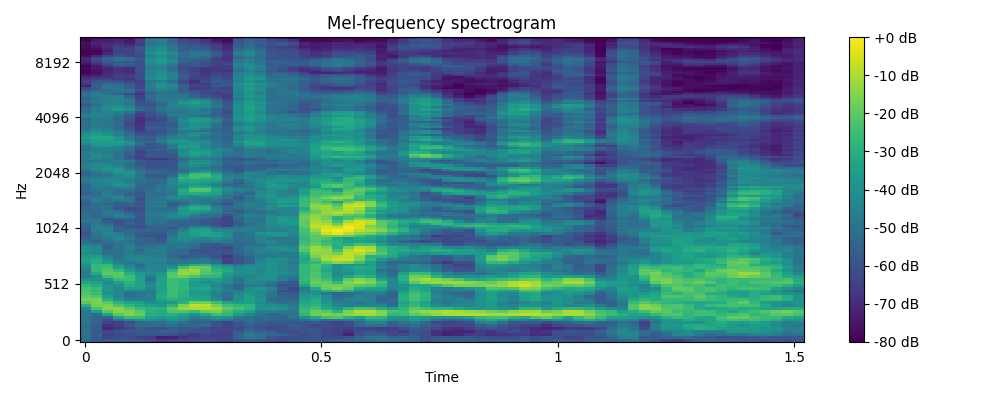 Mel-frequency spectrogram
Hz
8192
4096
2048
1024
512
0
0 0.5 1 1.5
Time
+0 dB
-10 dB
-20 dB
-30 dB
-40 dB
-50 dB
-60 dB
-70 dB
-80 dB